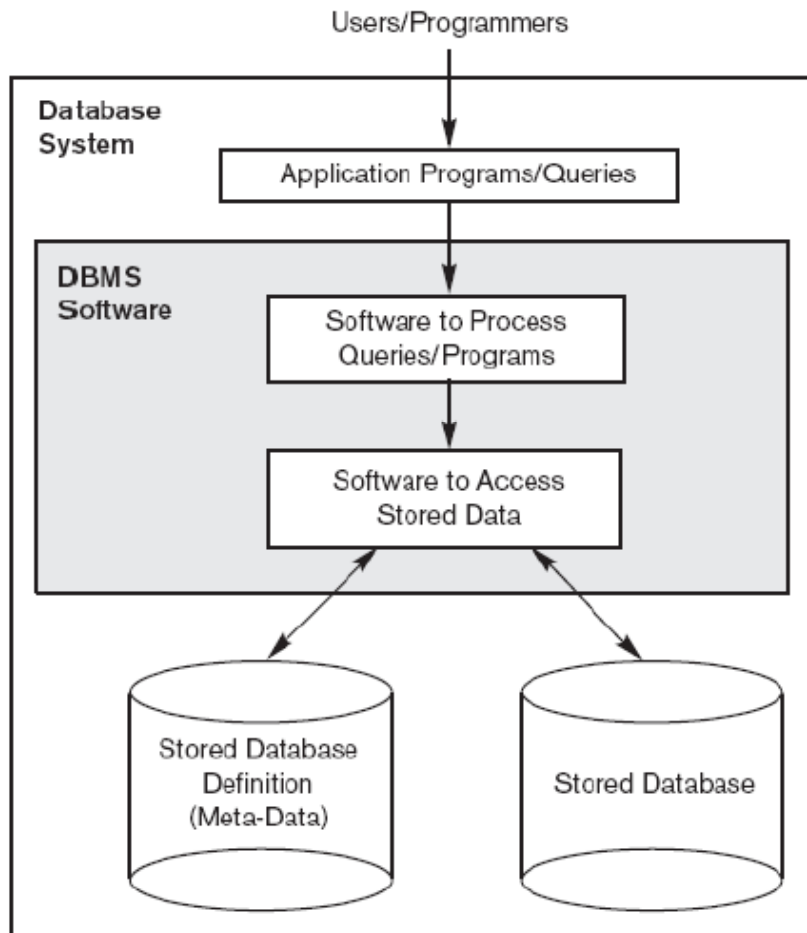 Users/Programmers
Database
System
Application Programs/Queries
DBMS
Software
Software to Process
Queries/Programs
Software to Access
Stored Data
Stored Database
Definition
(Meta-Data)
Stored Database